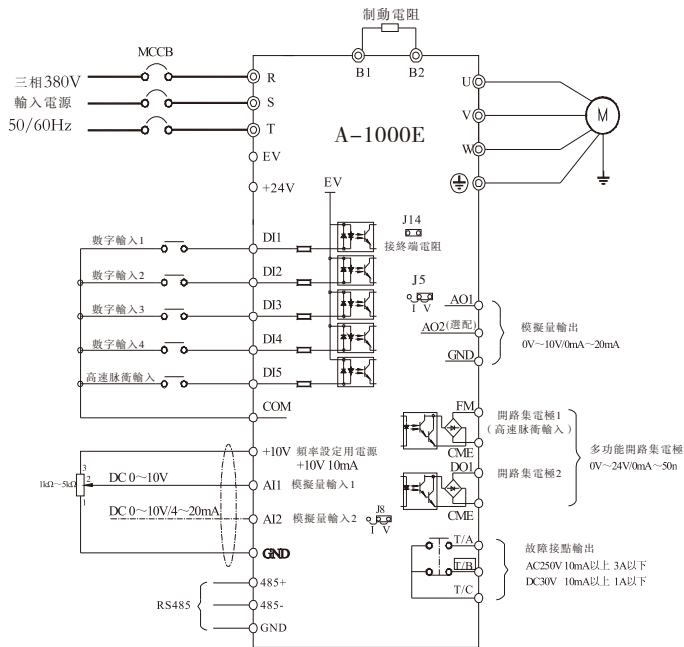 制動電阻
B1 B2
MCCB
三相380V
輸入電源
50/60Hz
R
S
T
A-1000E
U
V
W
M
EV
+24V
EV
J14
接終端電阻
J5
I V
數字輸入1
DI1
數字輸入2
DI2
數字輸入3
DI3
數字輸入4
DI4
高速脉衝輸入
DI5
COM
AO1
AO2(選配)
GND
模擬量輸出
0V～10V/0mA～20mA
FM
CME
開路集電極1
(高速脉衝輸入)
DO1
CME
開路集電極2
多功能開路集電極
0V～24V/0mA～50n
+10V 頻率設定用電源
+10V 10mA
3
2
1
1kΩ～5kΩ
DC 0～10V
AI1 模擬量輸入1
DC 0～10V/4～20mA
AI2 模擬量輸入2
J8
I V
GND
T/A
T/B
T/C
故障接點輸出
AC250V 10mA以上 3A以下
DC30V 10mA以上 1A以下
RS485
485+
485-
GND